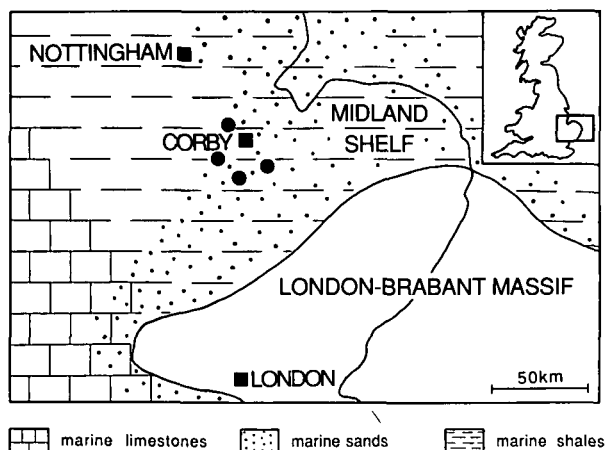 NOTTINGHAM
CORBY
MIDLAND
SHELF
LONDON-BRABANT MASSIF
LONDON
50km
marine limestones
marine sands
marine shales